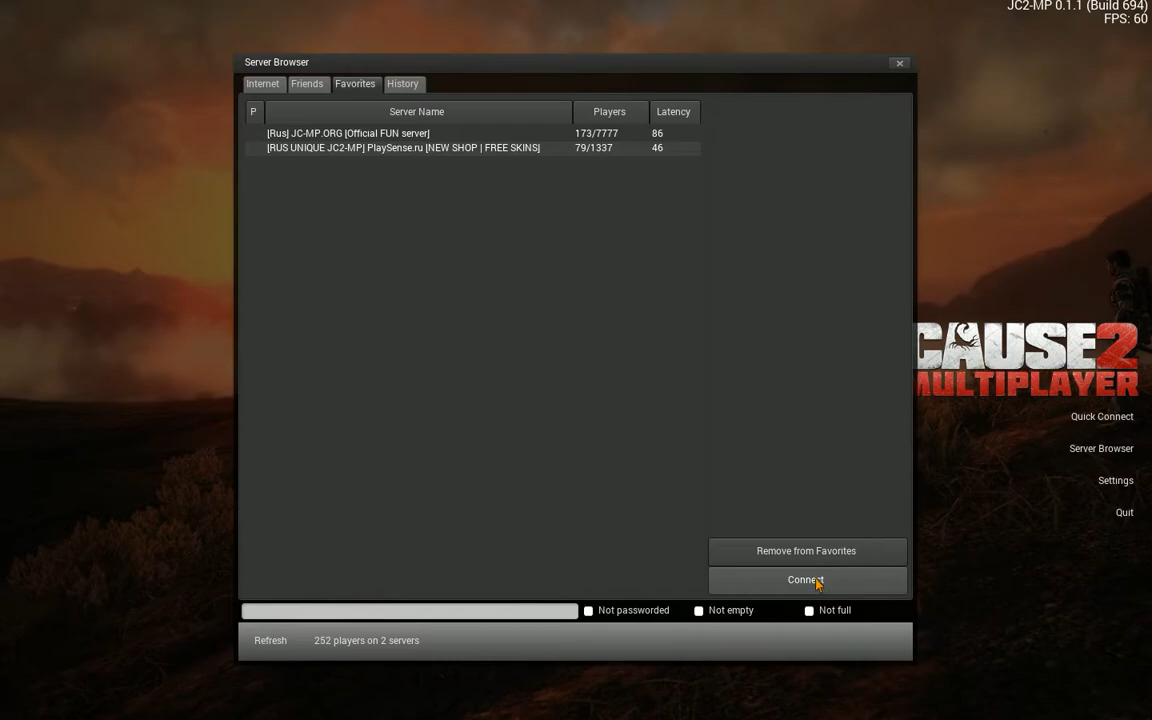 JC2-MP 0.1.1 (Build 694)
FPS: 60
Server Browser
Internet Friends Favorites History
P Server Name Players Latency
[Rus] JC-MP.ORG [Official FUN server] 173/7777 86
[RUS UNIQUE JC2-MP] PlaySense.ru [NEW SHOP | FREE SKINS] 79/1337 46
CAUSE 2
MULTIPLAYER
Quick Connect
Server Browser
Settings
Quit
Remove from Favorites
Connect
Not passworded Not empty Not full
Refresh 252 players on 2 servers